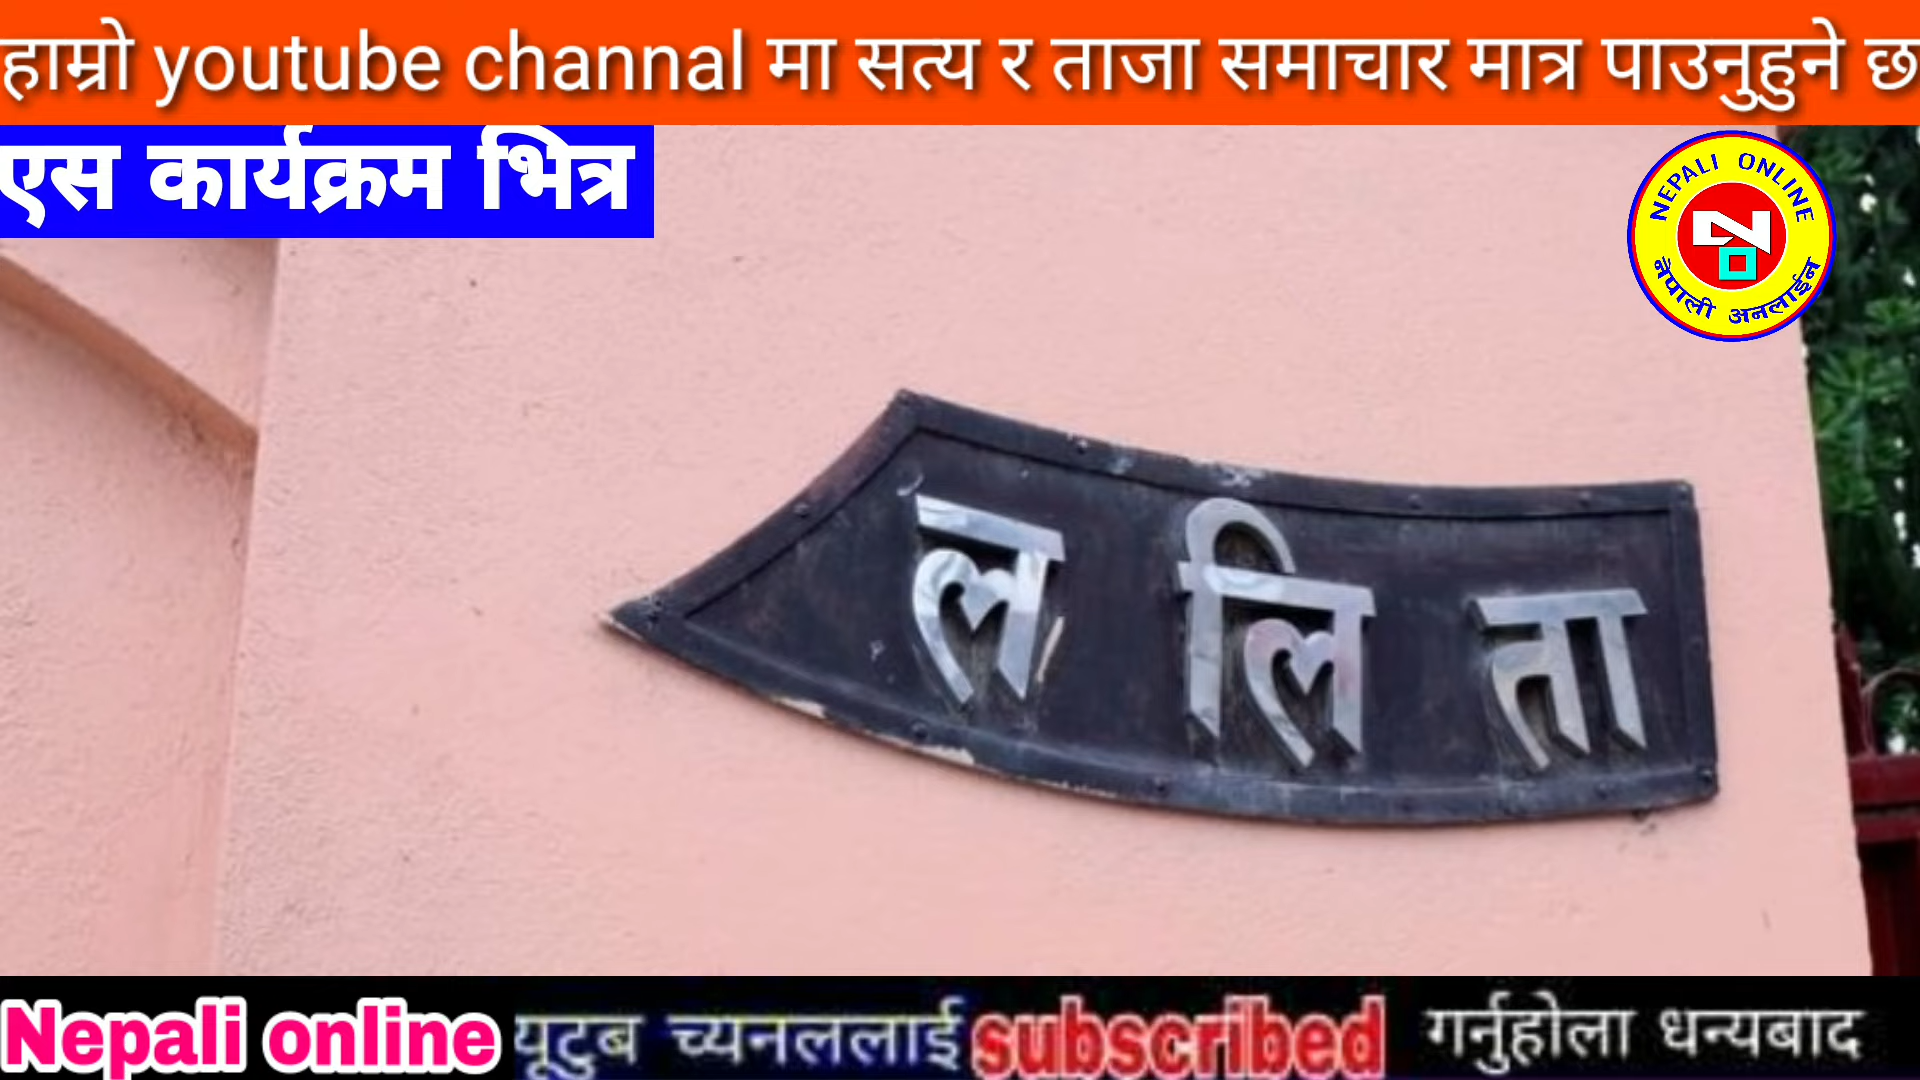 हाम्रो youtube channal मा सत्य र ताजा समाचार मात्र पाउनुहुने छ
एस कार्यक्रम भित्र
NEPALI ONLINE
नेपाली अनलाईन
ललिता
Nepali online यूटुब च्यनललाई subscribed गर्नुहोला धन्यबाद